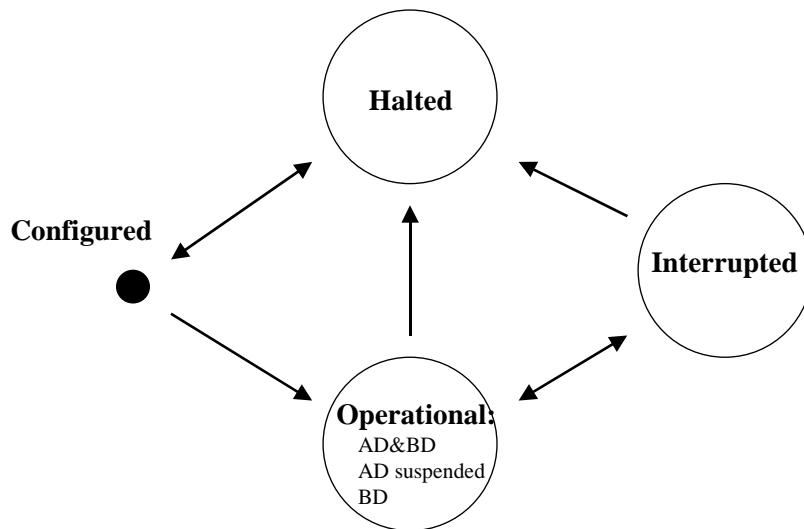 Halted
Configured
Interrupted
Operational:
AD&BD
AD suspended
BD